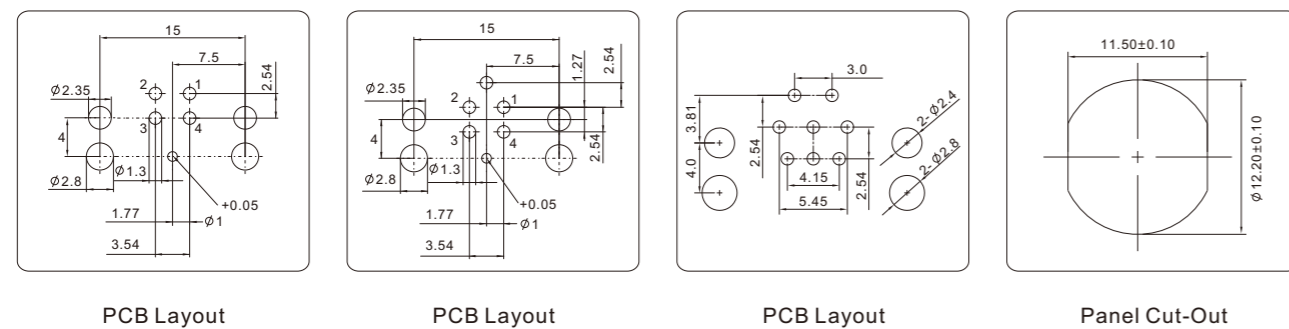 15
7.5
2.54
Ø2.35
2
1
4
3
4
Ø2.8
Ø1.3
+0.05
1.77
Ø1
3.54
PCB Layout
15
7.5
1.27
2.54
Ø2.35
2
1
4
3
4
2.54
Ø2.8
Ø1.3
+0.05
1.77
Ø1
3.54
PCB Layout
3.0
3.81
2.54
2-Ø2.4
4.0
2-Ø2.8
4.15
2.54
5.45
PCB Layout
11.50±0.10
Ø12.20±0.10
Panel Cut-Out